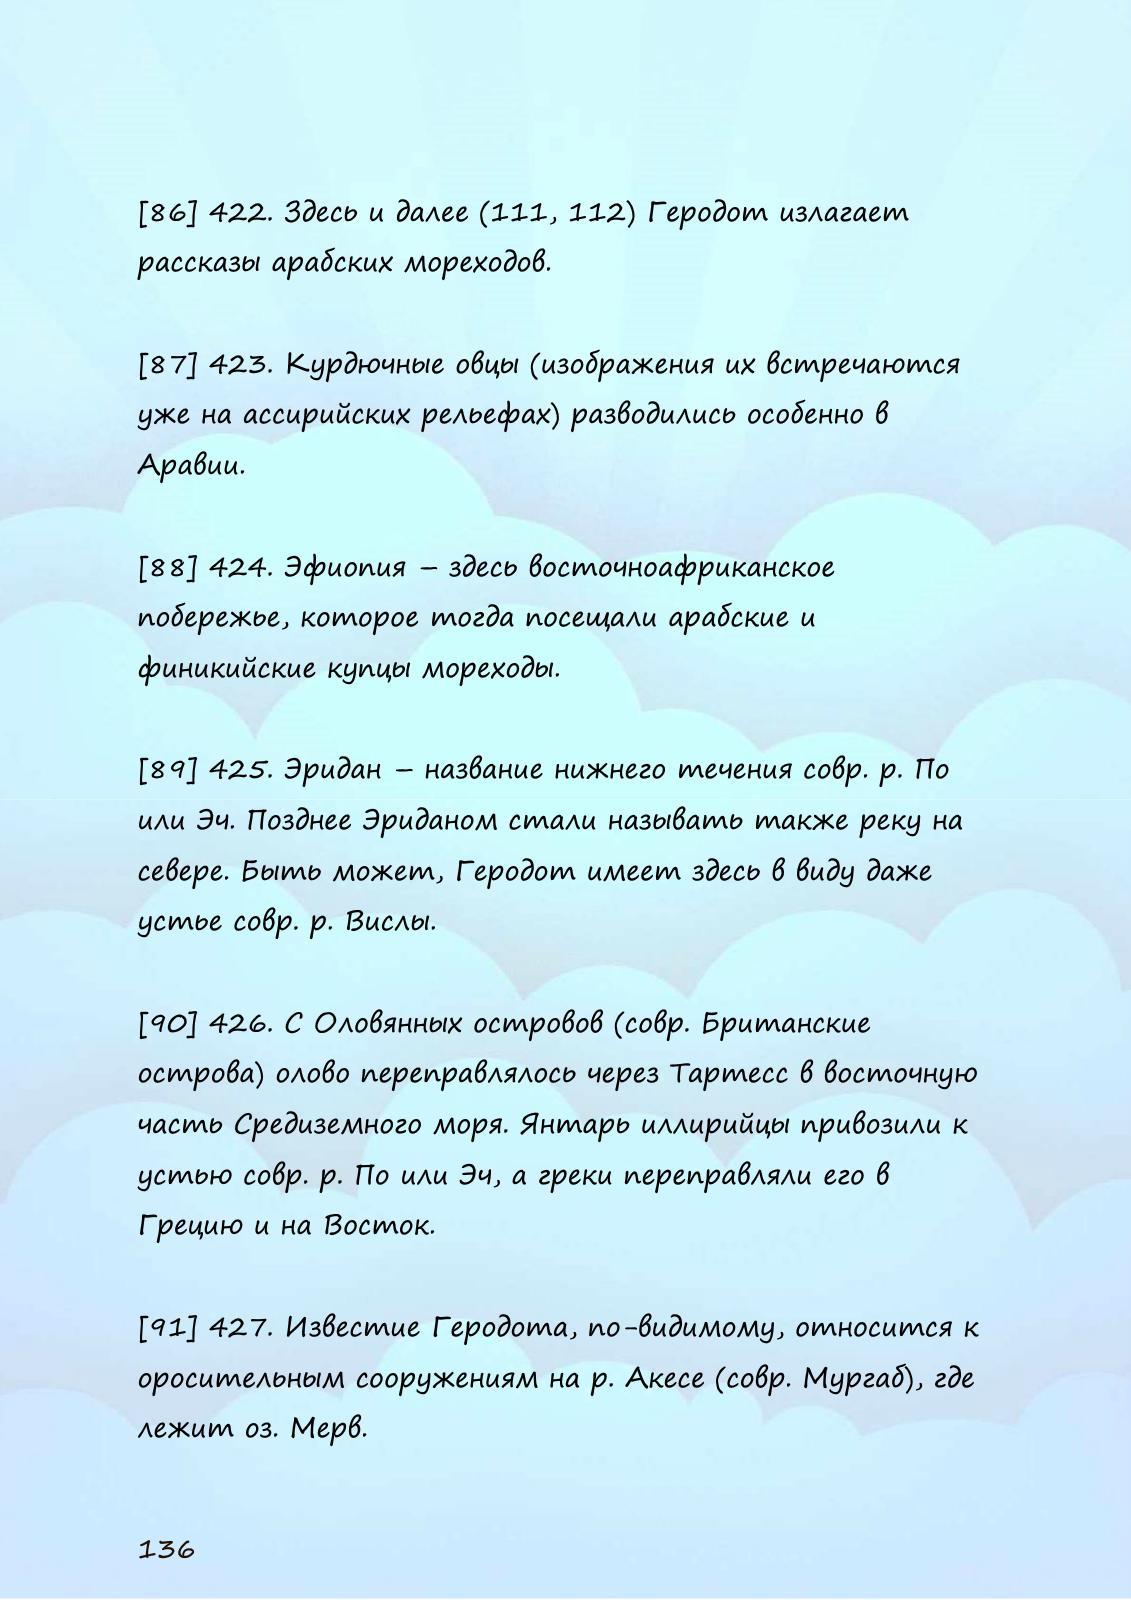 [86] 422. Здесь и далее (111, 112) Геродот излагает
рассказы арабских мореходов.
[87] 423. Курдючные овцы (изображения их встречаются
уже на ассирийских рельефах) разводились особенно в
Аравии.
[88] 424. Эфиопия – здесь восточноафриканское
побережье, которое тогда посещали арабские и
финикийские купцы мореходы.
[89] 425. Эридан – название нижнего течения совр. р. По
или Эч. Позднее Эриданом стали называть также реку на
севере. Быть может, Геродот имеет здесь в виду даже
устье совр. р. Вислы.
[90] 426. С Оловянных островов (совр. Британские
острова) олово переправлялось через Тартесс в восточную
часть Средиземного моря. Янтарь иллирийцы привозили к
устью совр. р. По или Эч, а греки переправляли его в
Грецию и на Восток.
[91] 427. Известие Геродота, по-видимому, относится к
оросительным сооружениям на р. Акесе (совр. Мургаб), где
лежит оз. Мерв.
136